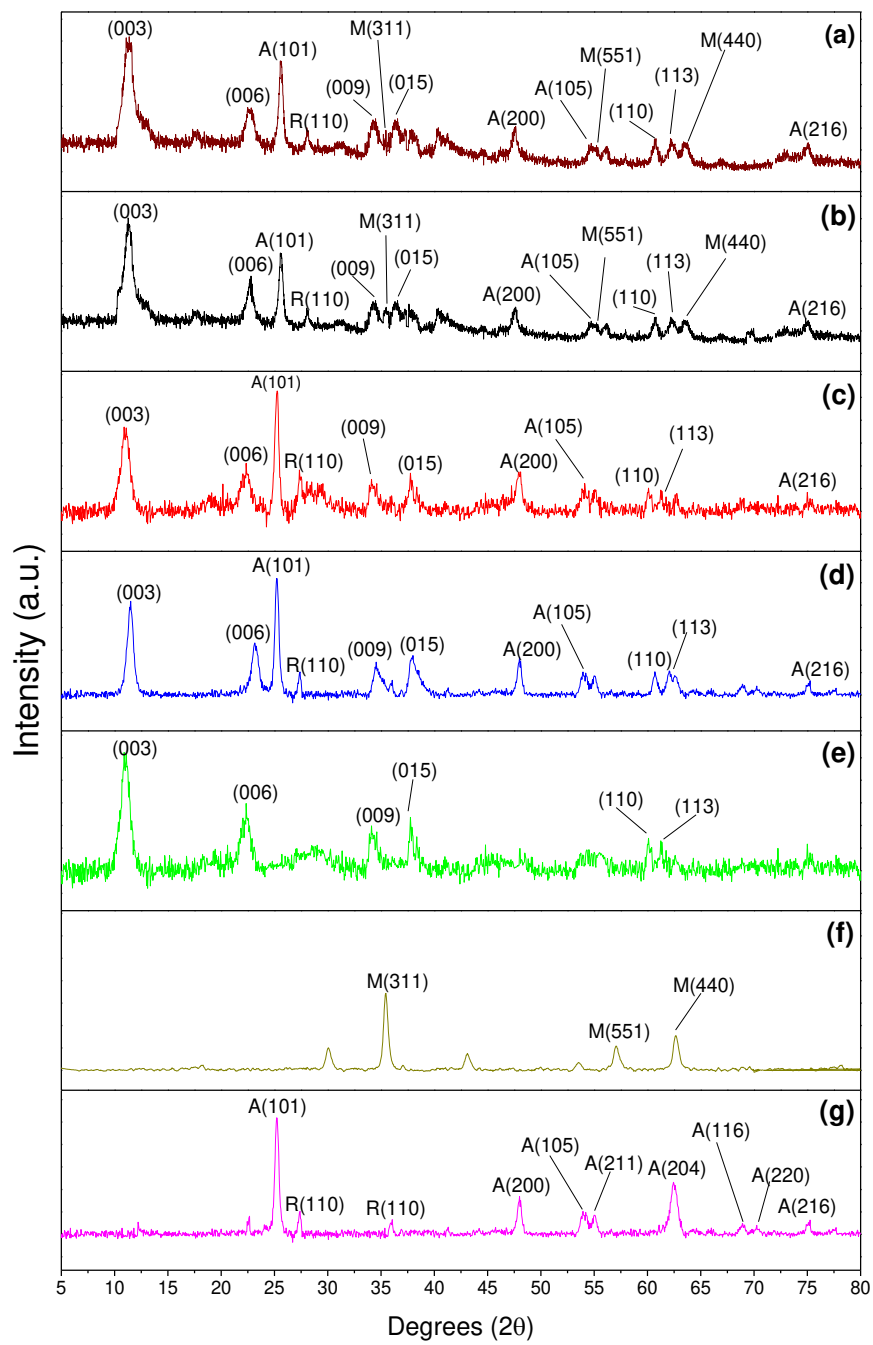 (a)
(003)
(006)
A(101)
R(110)
M(311)
(009)
(015)
A(200)
A(105)
M(551)
(110)
(113)
M(440)
A(216)
(b)
(003)
(006)
A(101)
R(110)
M(311)
(009)
(015)
A(200)
A(105)
M(551)
(110)
(113)
M(440)
A(216)
(c)
(003)
(006)
A(101)
R(110)
(009)
(015)
A(200)
A(105)
(110)
(113)
A(216)
(d)
(003)
(006)
A(101)
R(110)
(009)
(015)
A(200)
A(105)
(110)
(113)
A(216)
(e)
(003)
(006)
(009)
(015)
(110)
(113)
(f)
M(311)
M(551)
M(440)
(g)
A(101)
R(110)
R(110)
A(200)
A(105)
A(211)
A(204)
A(116)
A(220)
A(216)
5 10 15 20 25 30 35 40 45 50 55 60 65 70 75 80
Degrees (2θ)
Intensity (a.u.)